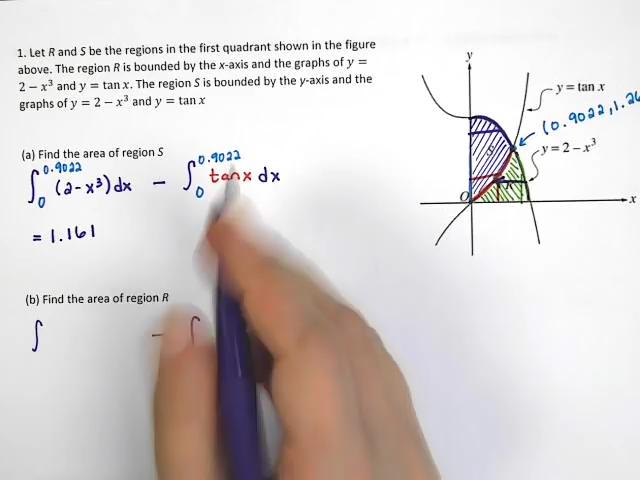 1. Let R and S be the regions in the first quadrant shown in the figure
above. The region R is bounded by the x-axis and the graphs of y =
2 − x³ and y = tan x. The region S is bounded by the y-axis and the
graphs of y = 2 − x³ and y = tan x
(a) Find the area of region S
∫₀^0.9022 (2-x³) dx − ∫₀^0.9022 tanx dx
= 1.161
(b) Find the area of region R
∫ − ∫
y
y = tan x
(0.9022, 1.26
y = 2 − x³
S
R
O
x